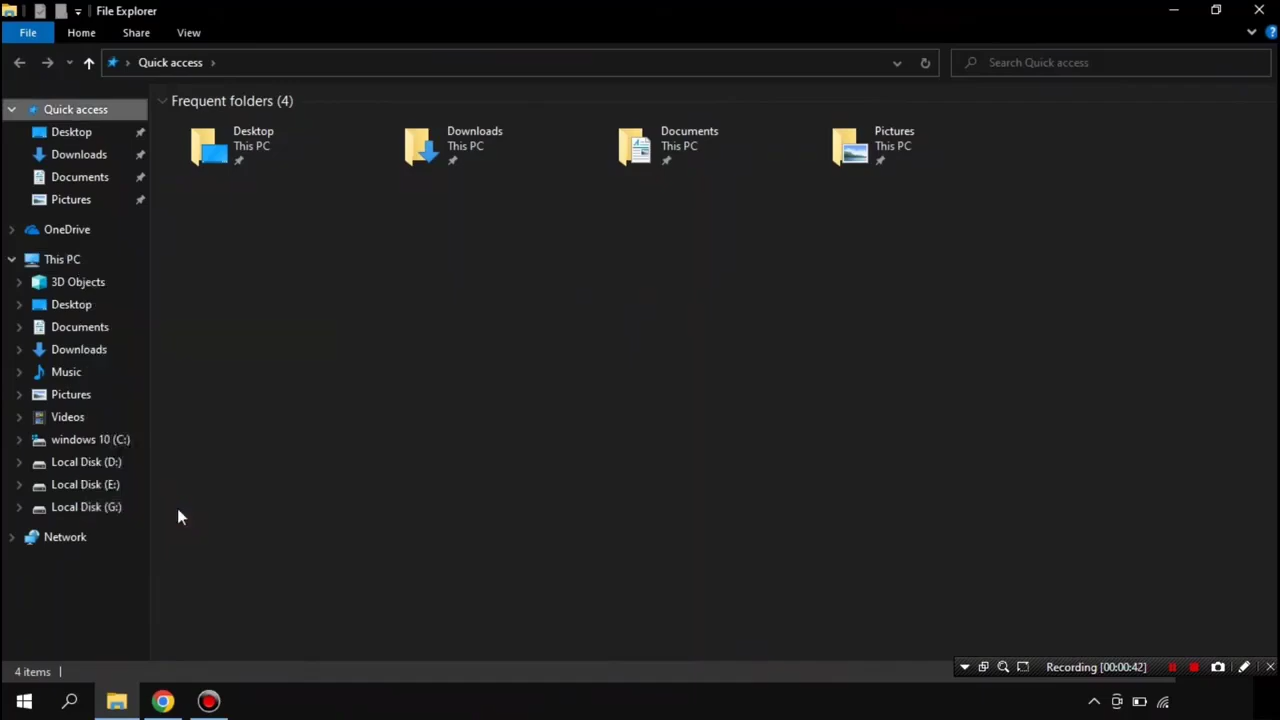 File Explorer
File
Home
Share
View
Quick access
Search Quick access
Quick access
Desktop
Downloads
Documents
Pictures
OneDrive
This PC
3D Objects
Desktop
Documents
Downloads
Music
Pictures
Videos
windows 10 (C:)
Local Disk (D:)
Local Disk (E:)
Local Disk (G:)
Network
Frequent folders (4)
Desktop
This PC
Downloads
This PC
Documents
This PC
Pictures
This PC
4 items
Recording [00:00:42]